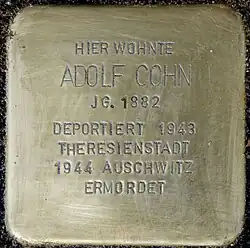 HIER WOHNTE
ADOLF COHN
JG. 1882
DEPORTIERT 1943
THERESIENSTADT
1944 AUSCHWITZ
ERMORDET